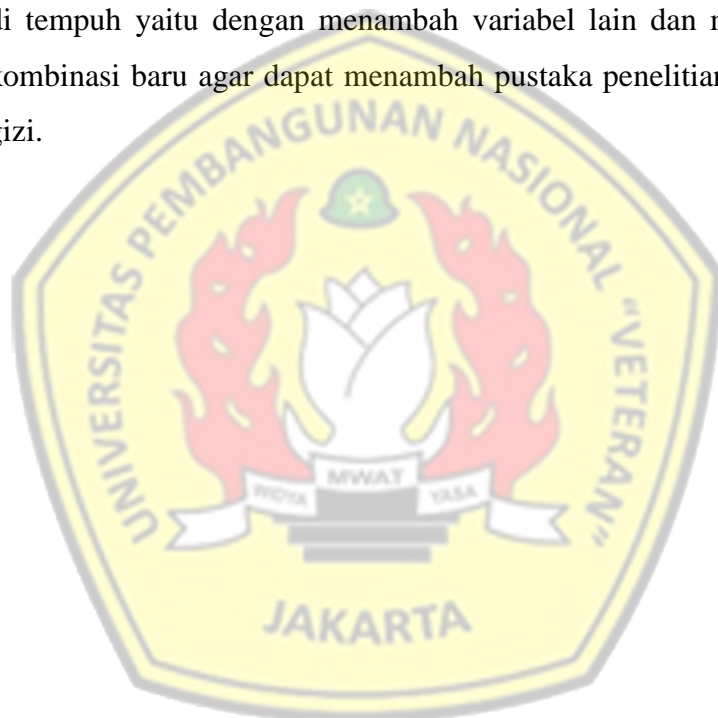 di tempuh yaitu dengan menambah variabel lain dan
kombinasi baru agar dapat menambah pustaka penelitian
gizi.
UNIVERSITAS PEMBANGUNAN NASIONAL "VETERAN"
WIDYA MWAT YASA
JAKARTA